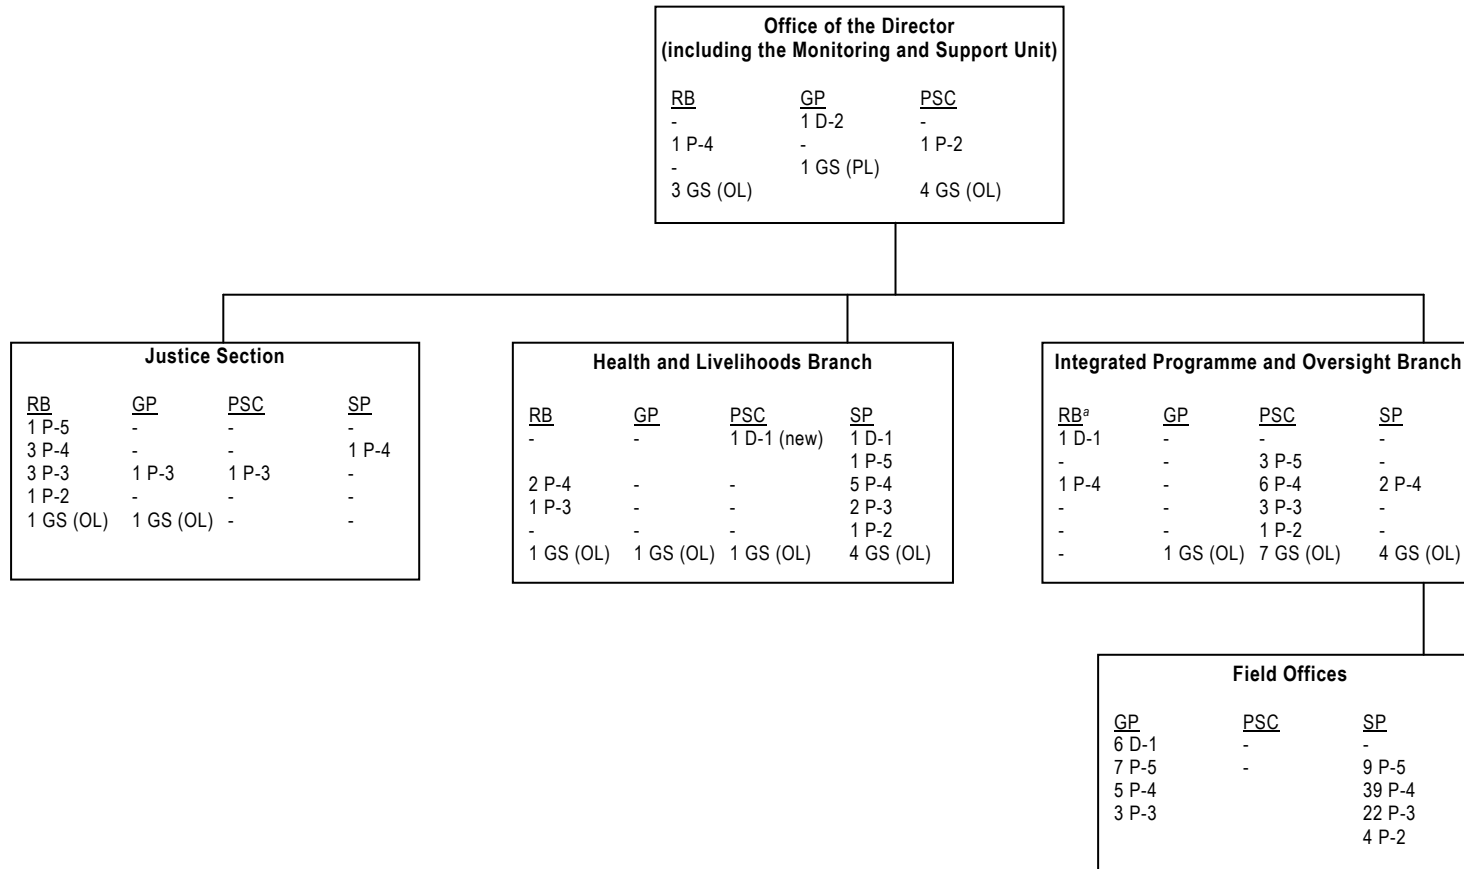 Office of the Director
(including the Monitoring and Support Unit)
RB GP PSC
- 1 D-2 -
1 P-4 - 1 P-2
- 1 GS (PL)
3 GS (OL) 4 GS (OL)
Justice Section
RB GP PSC SP
1 P-5 - - -
3 P-4 - - 1 P-4
3 P-3 1 P-3 1 P-3 -
1 P-2 - - -
1 GS (OL) 1 GS (OL) - -
Health and Livelihoods Branch
RB GP PSC SP
- - 1 D-1 (new) 1 D-1
1 P-5
2 P-4 - - 5 P-4
1 P-3 2 P-3
- - - 1 P-2
1 GS (OL) 1 GS (OL) 1 GS (OL) 4 GS (OL)
Integrated Programme and Oversight Branch
RBa GP PSC SP
1 D-1 - - -
- - 3 P-5 -
1 P-4 - 6 P-4 2 P-4
- - 3 P-3 -
- - 1 P-2 -
- 1 GS (OL) 7 GS (OL) 4 GS (OL)
Field Offices
GP PSC SP
6 D-1 - -
7 P-5 - 9 P-5
5 P-4 39 P-4
3 P-3 22 P-3
4 P-2